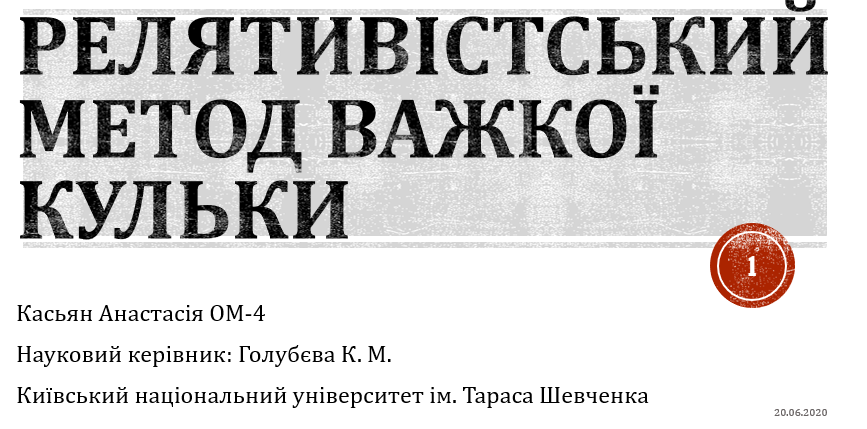 РЕЛЯТИВІСТСЬКИЙ
МЕТОД ВАЖКОЇ
КУЛЬКИ
1
Касьян Анастасія ОМ-4
Науковий керівник: Голубєва К. М.
Київський національний університет ім. Тараса Шевченка
20.06.2020